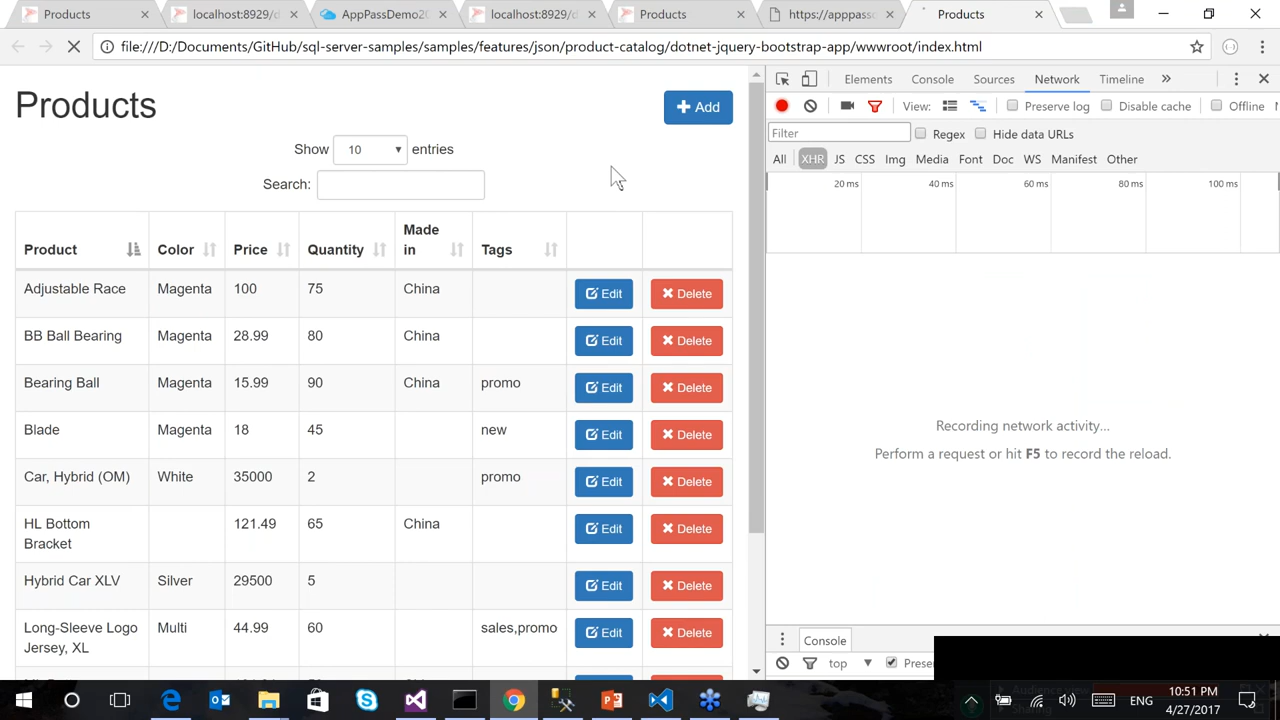 Products
localhost:8929/d
AppPassDemo20
localhost:8929/d
Products
https://apppass
Products
file:///D:/Documents/GitHub/sql-server-samples/samples/features/json/product-catalog/dotnet-jquery-bootstrap-app/wwwroot/index.html
Products
Add
Show 10 entries
Search:
Product Color Price Quantity Made in Tags
Adjustable Race Magenta 100 75 China Edit Delete
BB Ball Bearing Magenta 28.99 80 China Edit Delete
Bearing Ball Magenta 15.99 90 China promo Edit Delete
Blade Magenta 18 45 new Edit Delete
Car, Hybrid (OM) White 35000 2 promo Edit Delete
HL Bottom Bracket 121.49 65 China Edit Delete
Hybrid Car XLV Silver 29500 5 Edit Delete
Long-Sleeve Logo Jersey, XL Multi 44.99 60 sales,promo Edit Delete
Elements Console Sources Network Timeline
View: Preserve log Disable cache Offline
Filter Regex Hide data URLs
All XHR JS CSS Img Media Font Doc WS Manifest Other
20 ms 40 ms 60 ms 80 ms 100 ms
Recording network activity...
Perform a request or hit F5 to record the reload.
Console
top Prese
ENG
10:51 PM
4/27/2017